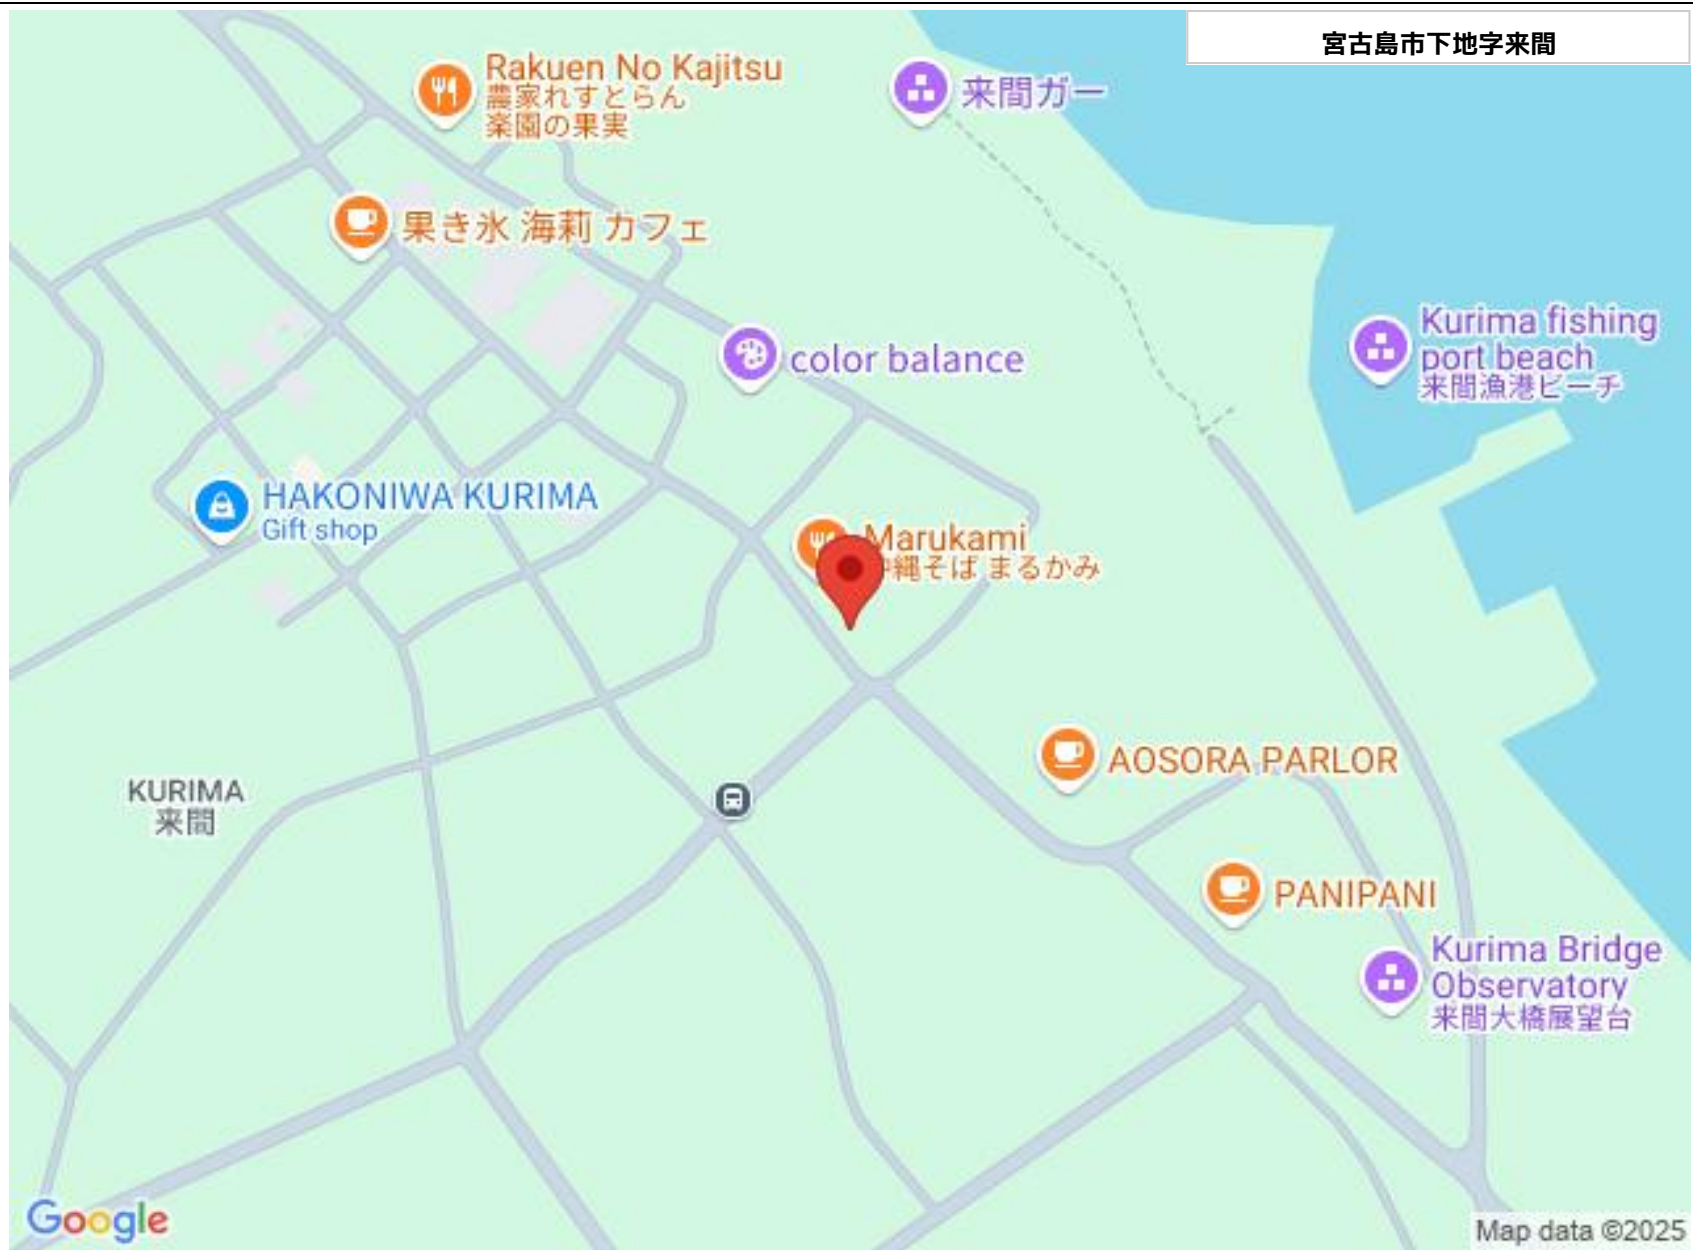 宮古島市下地字来間
Rakuen No Kajitsu
農家れすとらん
楽園の果実
来間ガー
果き氷 海莉 カフェ
Kurima fishing
port beach
来間漁港ビーチ
color balance
HAKONIWA KURIMA
Gift shop
Marukami
縄そば まるかみ
AOSORA PARLOR
KURIMA
来間
PANIPANI
Kurima Bridge
Observatory
来間大橋展望台
Google
Map data ©2025